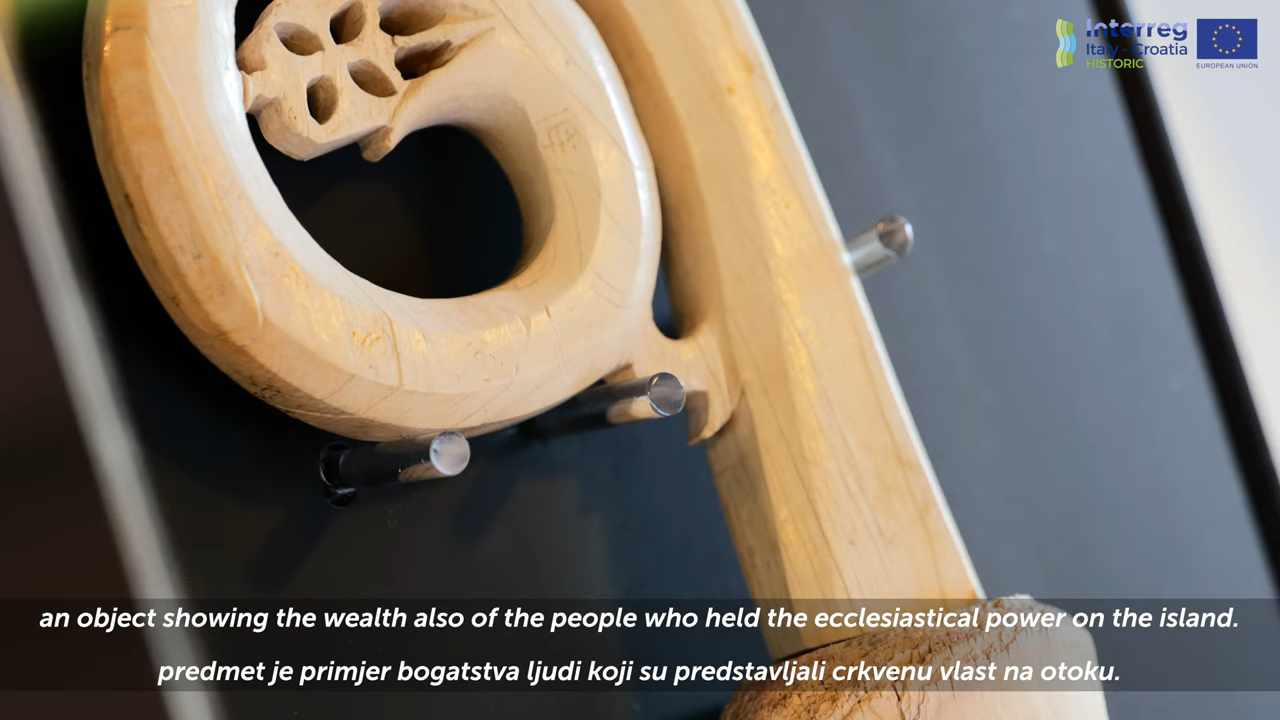 Interreg
Italy - Croatia
HISTORIC
EUROPEAN UNION
an object showing the wealth also of the people who held the ecclesiastical power on the island.
predmet je primjer bogatstva ljudi koji su predstavljali crkvenu vlast na otoku.